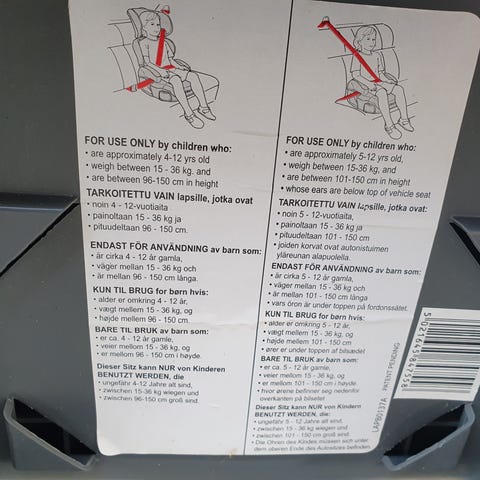 FOR USE ONLY by children who:
• are approximately 4-12 yrs old
• weigh between 15-36 kg, and
• are between 96-150 cm in height
TARKOITETTU VAIN lapsille, jotka ovat
• noin 4 - 12-vuotiaita
• painoltaan 15 - 36 kg ja
• pituudeltaan 96 - 150 cm.
ENDAST FÖR ANVÄNDNING av barn som:
• är cirka 4 - 12 år gamla,
• väger mellan 15 - 36 kg och
• är mellan 96 - 150 cm långa.
KUN TIL BRUG for børn hvis:
• alder er omkring 4 - 12 år,
• vægt mellem 15 - 36 kg, og
• højde mellem 96 - 150 cm.
BARE TIL BRUK av barn som:
• er ca. 4 - 12 år gamle,
• veier mellom 15 - 36 kg, og
• er mellom 96 - 150 cm i høyde.
Dieser Sitz kann NUR von Kinderen
BENUTZT WERDEN, die
• ungefähr 4-12 Jahre alt sind,
• zwischen 15-36 kg wiegen und
• zwischen 96-150 cm groß sind.
FOR USE ONLY by children who:
• are approximately 5-12 yrs old,
• weigh between 15-36 kg, and
• are between 101-150 cm in height
• whose ears are below top of vehicle seat
TARKOITETTU VAIN lapsille, jotka ovat:
• noin 5 - 12-vuotiaita,
• painoltaan 15 - 36 kg ja
• pituudeltaan 101 - 150 cm.
• joiden korvat ovat autonistuimen
yläreunan alapuolella.
ENDAST FÖR ANVÄNDNING av barn som:
• är cirka 5 - 12 år gamla,
• väger mellan 15 - 36 kg och
• är mellan 101 - 150 cm långa
• vars öron är under toppen på fordonssätet.
KUN TIL BRUG for børn hvis:
• alder er omkring 5 - 12 år,
• vægt mellem 15 - 36 kg, og
• højde mellem 101 - 150 cm
• ører er under toppen af bilsædet
BARE TIL BRUK av barn som:
• er ca. 5 - 12 år gamle,
• veier mellom 15 - 36 kg, og
• er mellom 101 - 150 cm i høyde,
• hvor ørene befinner seg nedenfor
overkanten på bilsetet
Dieser Sitz kann NUR von Kindern
BENUTZT WERDEN, die:
• ungefähr 5 - 12 Jahre alt sind,
• zwischen 15 - 36 kg wiegen und
• zwischen 101 - 150 cm groß sind.
• Die Ohren des Kindes müssen sich unter
dem oberen Ende des Autositzes befinden.
LAPB0137A
PATENT PENDING